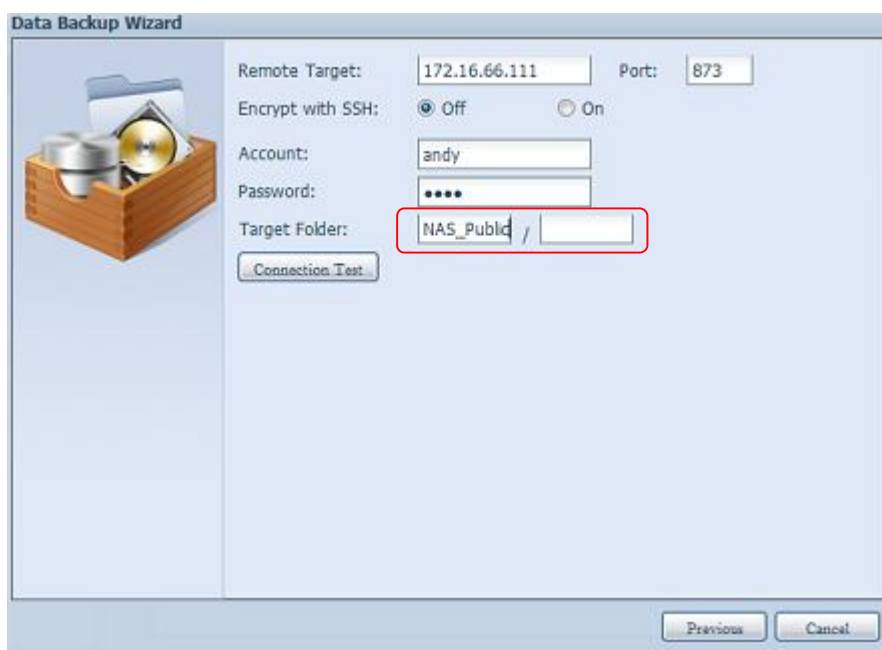 Data Backup Wizard
Remote Target: 172.16.66.111 Port: 873
Encrypt with SSH: Off On
Account: andy
Password: ••••
Target Folder: NAS_Public /
Connection Test
Previous Cancel